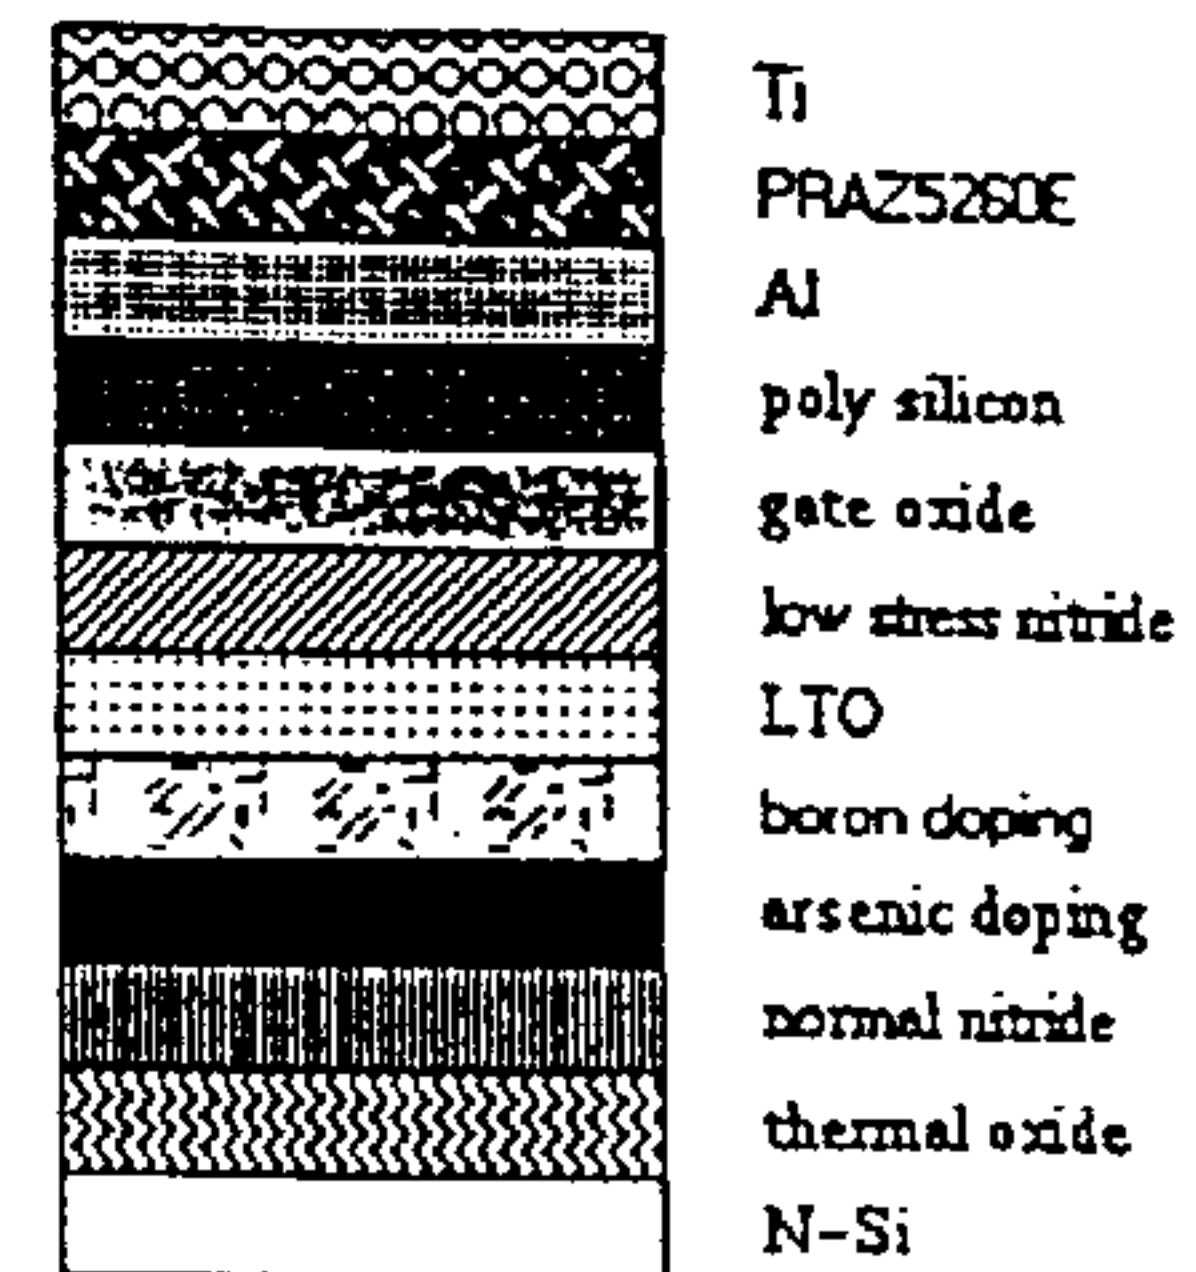 Ti
PRAZ5260E
Al
poly silicon
gate oxide
low stress nitride
LTO
boron doping
arsenic doping
normal nitride
thermal oxide
N-Si